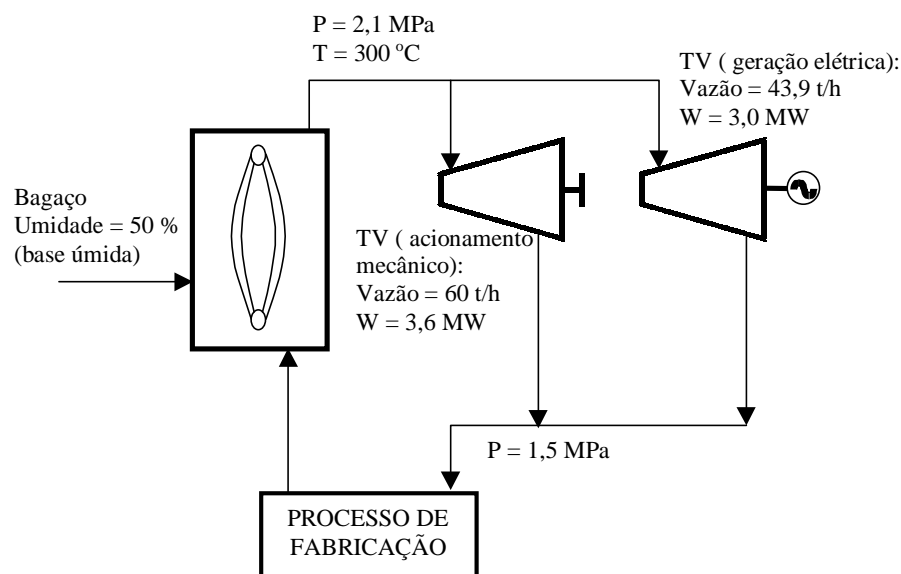 P = 2,1 MPa
T = 300 ºC
TV ( geração elétrica):
Vazão = 43,9 t/h
W = 3,0 MW
Bagaço
Umidade = 50 %
(base úmida)
TV ( acionamento
mecânico):
Vazão = 60 t/h
W = 3,6 MW
P = 1,5 MPa
PROCESSO DE
FABRICAÇÃO